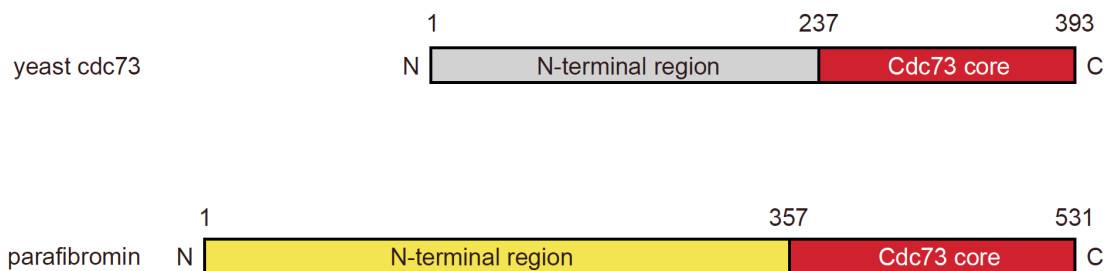 1 237 393
yeast cdc73 N N-terminal region Cdc73 core C
1 357 531
parafibromin N N-terminal region Cdc73 core C